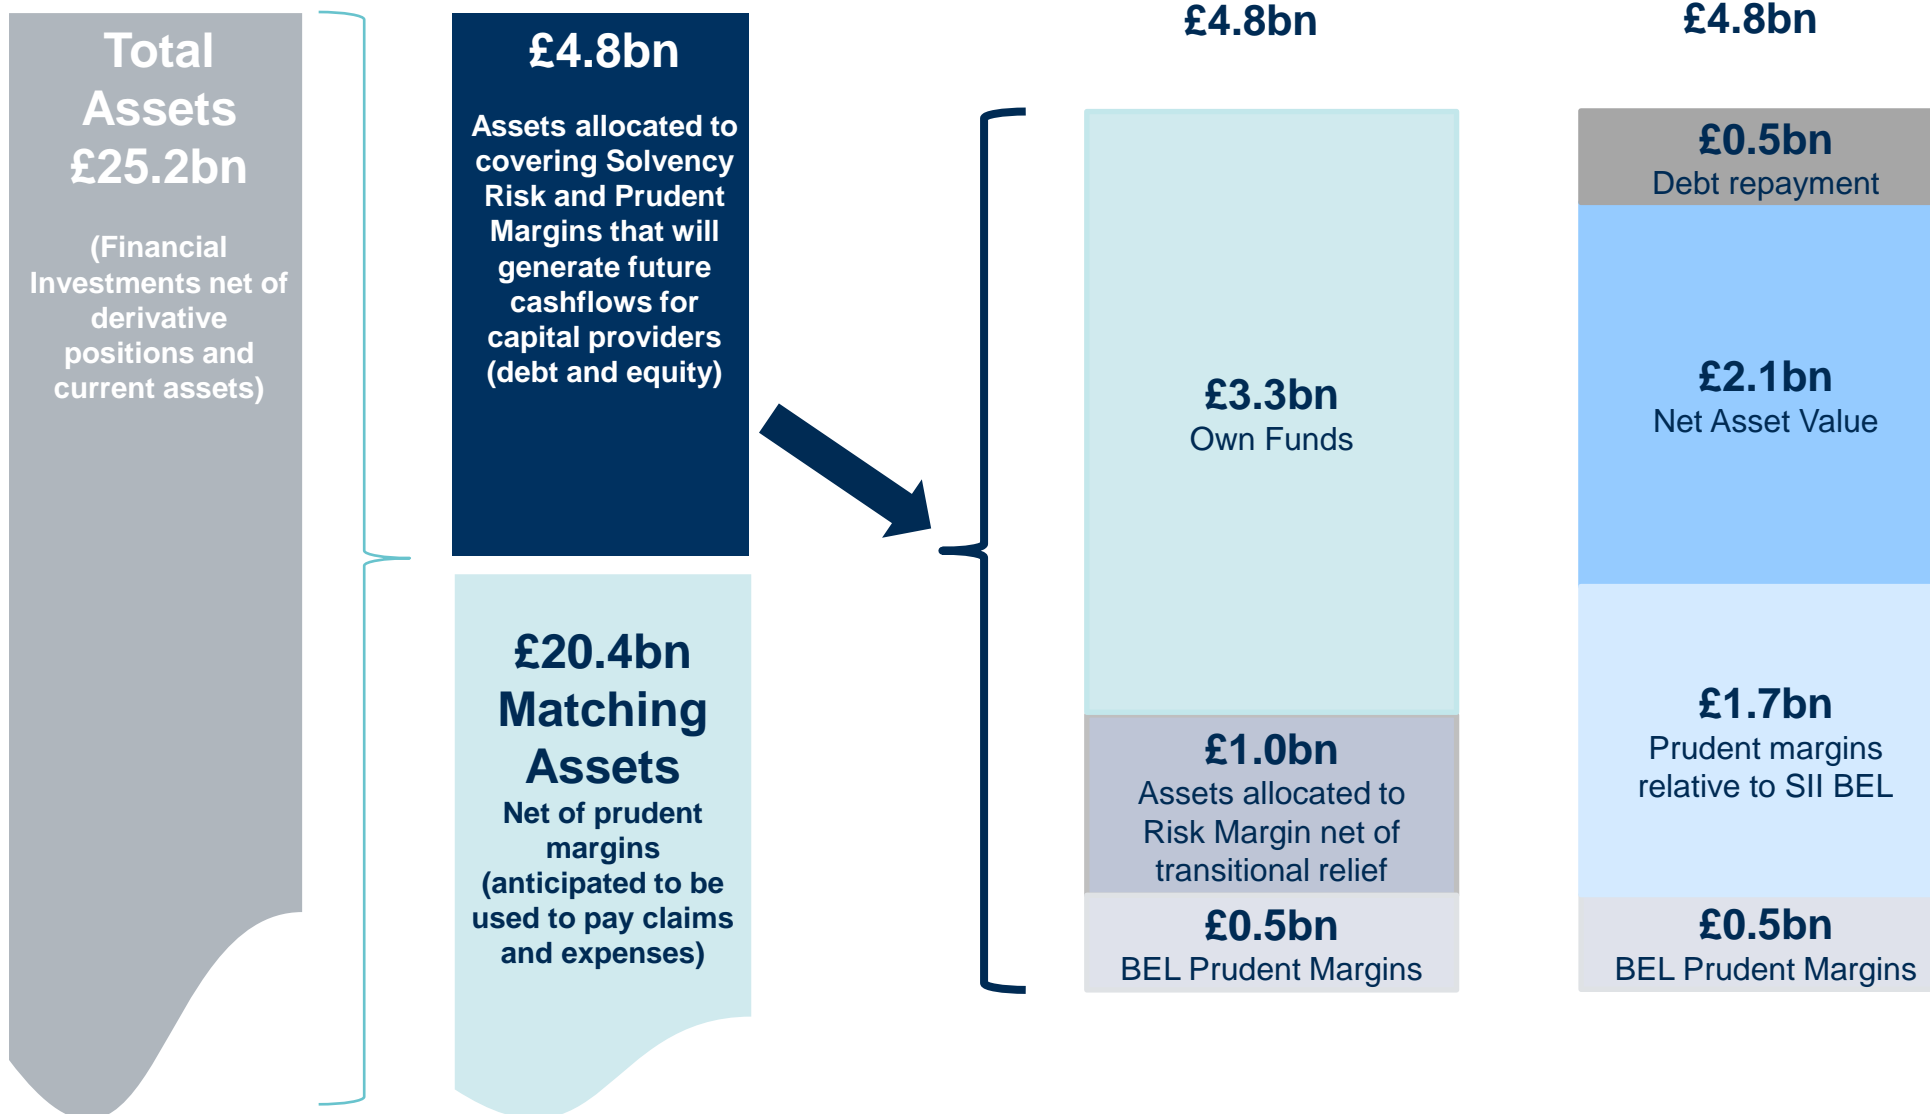 Total
Assets
£25.2bn
(Financial
Investments net of
derivative
positions and
current assets)
£4.8bn
Assets allocated to
covering Solvency
Risk and Prudent
Margins that will
generate future
cashflows for
capital providers
(debt and equity)
£20.4bn
Matching
Assets
Net of prudent
margins
(anticipated to be
used to pay claims
and expenses)
£4.8bn
£3.3bn
Own Funds
£1.0bn
Assets allocated to
Risk Margin net of
transitional relief
£0.5bn
BEL Prudent Margins
£4.8bn
£0.5bn
Debt repayment
£2.1bn
Net Asset Value
£1.7bn
Prudent margins
relative to SII BEL
£0.5bn
BEL Prudent Margins